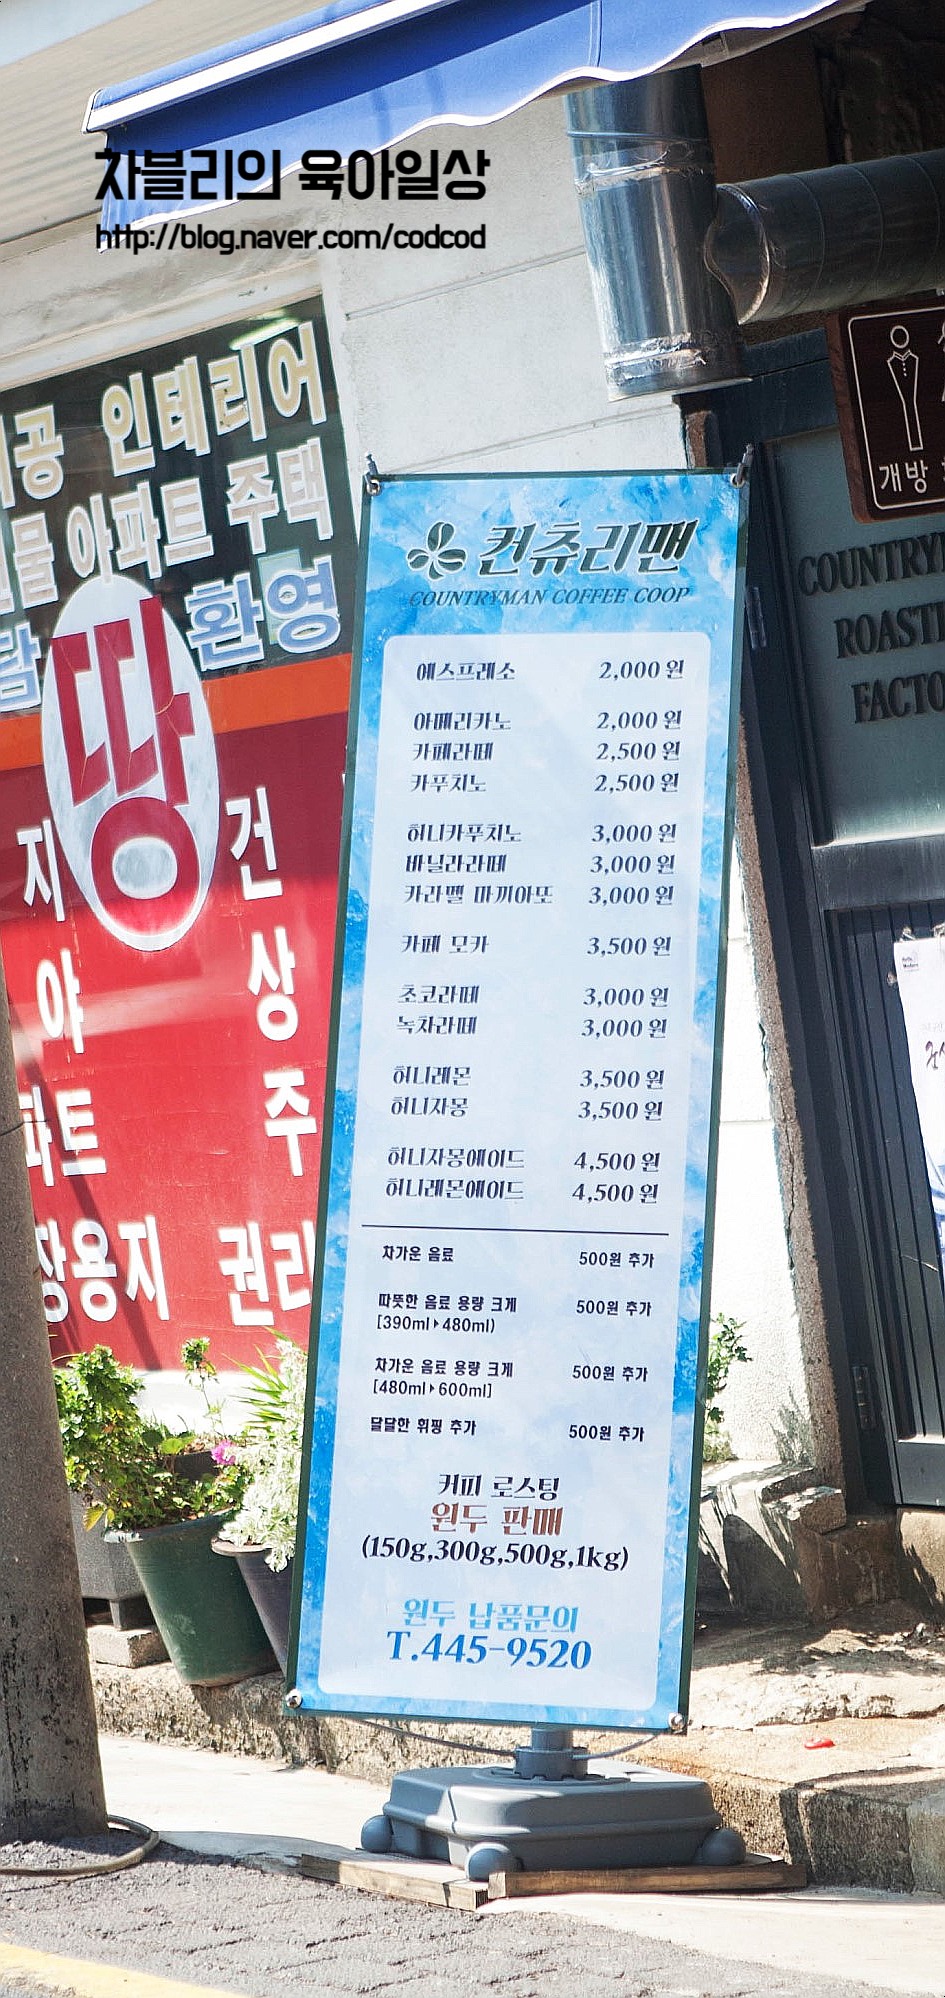 차블리의 육아일상
http://blog.naver.com/codcod
공 인테리어
물 아파트 주택
담 환영
땅
지
아
파트
장용지
건
상
주
권리
개방
COUNTRYM
ROAST
FACTO
컨츄리맨
COUNTRYMAN COFFEE COOP
에스프레소 2,000원
아메리카노 2,000원
카페라떼 2,500원
카푸치노 2,500원
허니카푸치노 3,000원
바닐라라떼 3,000원
카라멜 마끼아또 3,000원
카페 모카 3,500원
초코라떼 3,000원
녹차라떼 3,000원
허니레몬 3,500원
허니자몽 3,500원
허니자몽에이드 4,500원
허니레몬에이드 4,500원
차가운 음료 500원 추가
따뜻한 음료 용량 크게 500원 추가
[390ml▸480ml)
차가운 음료 용량 크게 500원 추가
[480ml▸600ml]
달달한 휘핑 추가 500원 추가
커피 로스팅
원두 판매
(150g,300g,500g,1kg)
원두 납품문의
T.445-9520